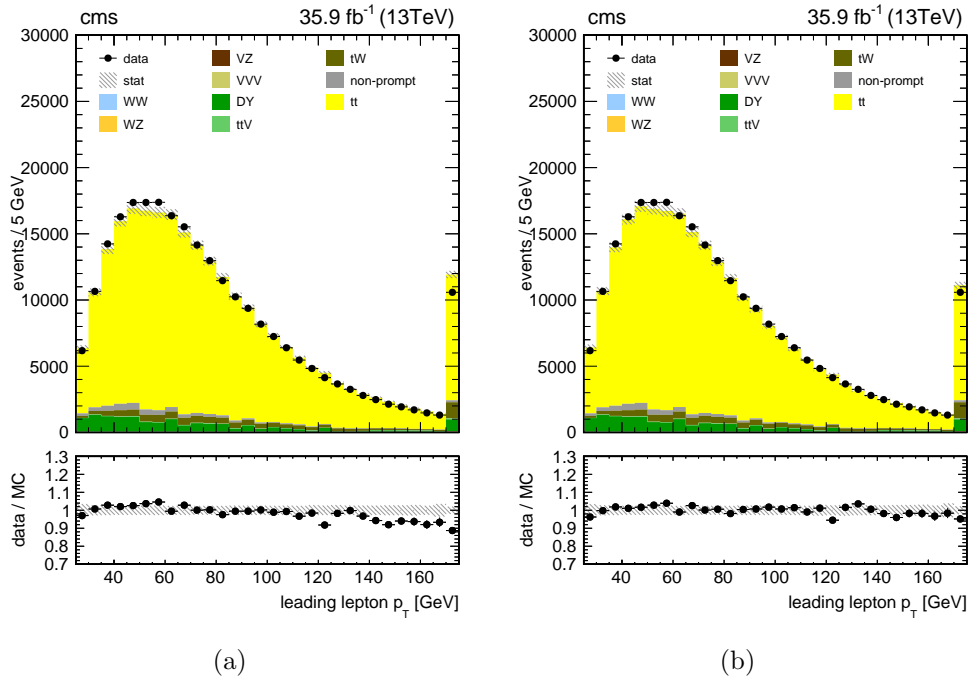 cms 35.9 fb⁻¹ (13TeV)
events / 5 GeV
30000
25000
20000
15000
10000
5000
0
data VZ tW
stat VVV non-prompt
WW DY tt
WZ ttV
data / MC
1.3
1.2
1.1
1
0.9
0.8
0.7
40 60 80 100 120 140 160
leading lepton p_T [GeV]
(a)
cms 35.9 fb⁻¹ (13TeV)
events / 5 GeV
30000
25000
20000
15000
10000
5000
0
data VZ tW
stat VVV non-prompt
WW DY tt
WZ ttV
data / MC
1.3
1.2
1.1
1
0.9
0.8
0.7
40 60 80 100 120 140 160
leading lepton p_T [GeV]
(b)